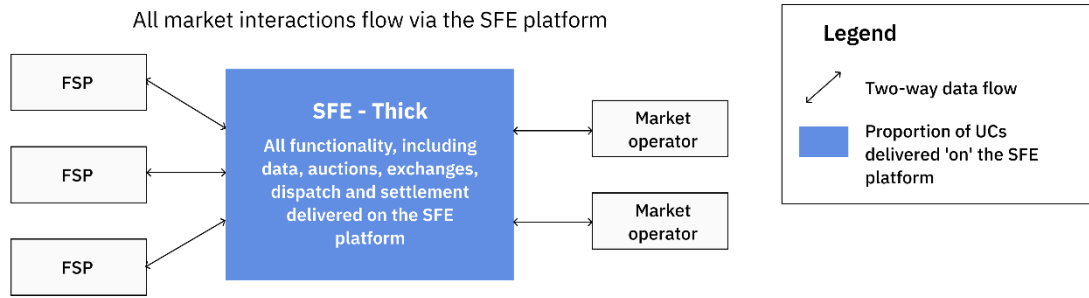 All market interactions flow via the SFE platform
FSP
FSP
FSP
SFE - Thick
All functionality, including
data, auctions, exchanges,
dispatch and settlement
delivered on the SFE
platform
Market
operator
Market
operator
Legend
Two-way data flow
Proportion of UCs
delivered 'on' the SFE
platform